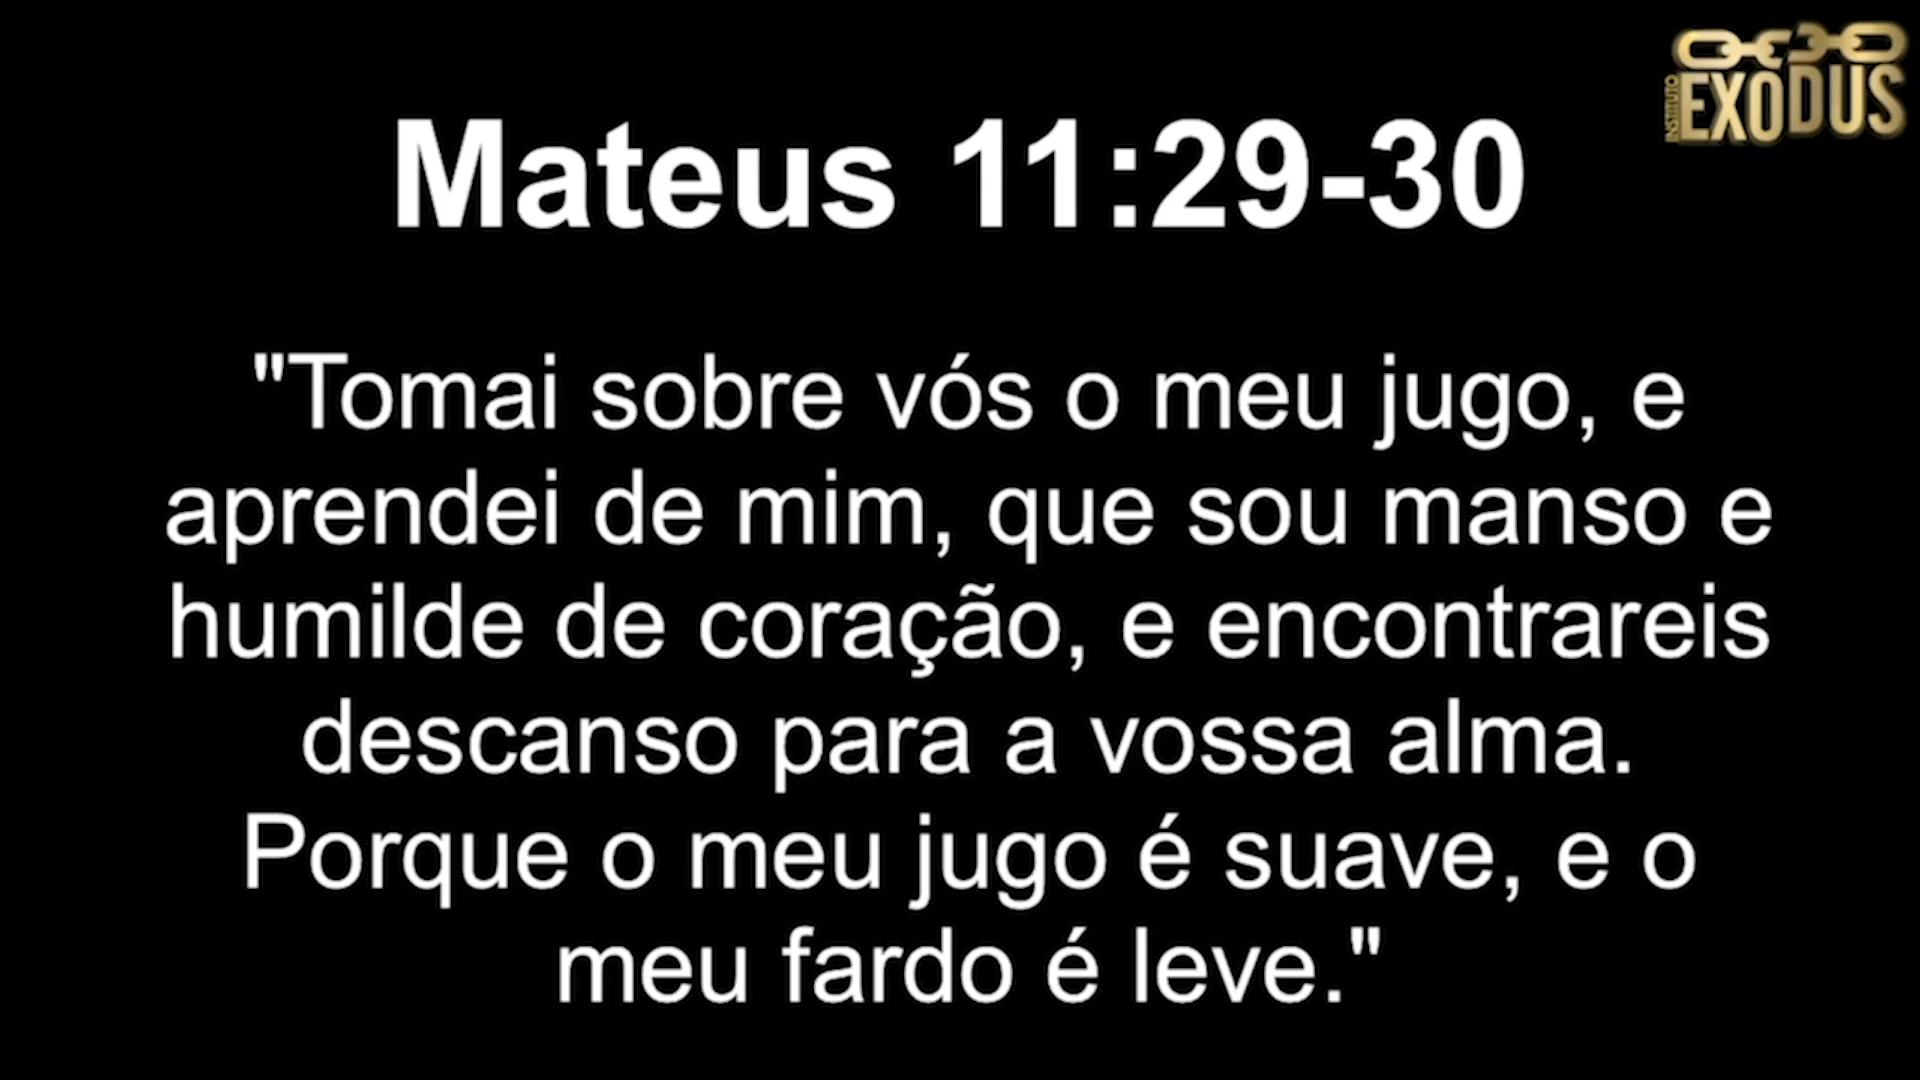 INSTITUTO
EXODUS
Mateus 11:29-30
"Tomai sobre vós o meu jugo, e
aprendei de mim, que sou manso e
humilde de coração, e encontrareis
descanso para a vossa alma.
Porque o meu jugo é suave, e o
meu fardo é leve."